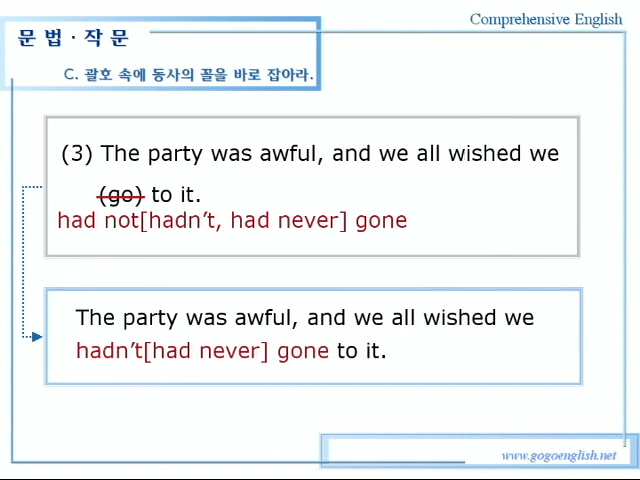 Comprehensive English
문 법 · 작 문
C. 괄호 속에 동사의 꼴을 바로 잡아라.
(3) The party was awful, and we all wished we
(go) to it.
had not[hadn't, had never] gone
The party was awful, and we all wished we
hadn't[had never] gone to it.
www.gogoenglish.net